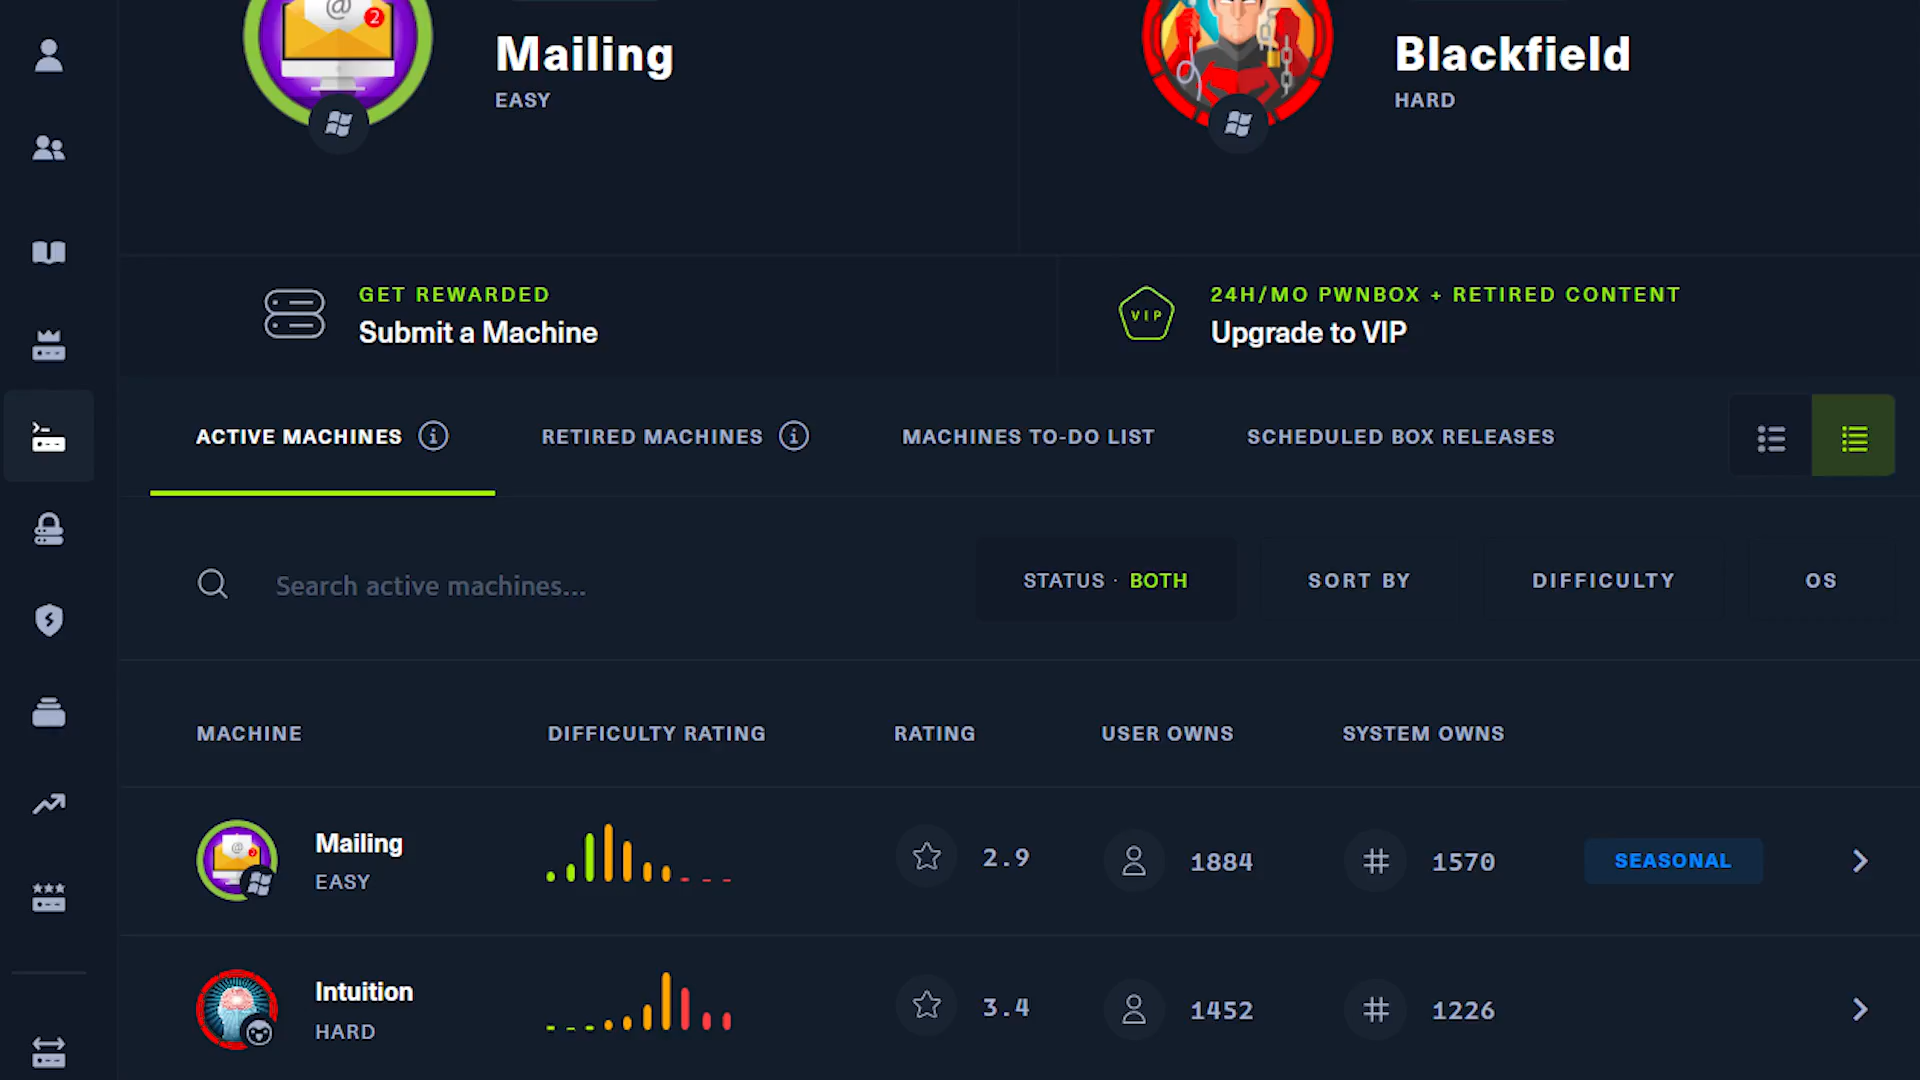 @
2
Mailing
EASY
Blackfield
HARD
GET REWARDED
Submit a Machine
VIP
24H/MO PWNBOX + RETIRED CONTENT
Upgrade to VIP
ACTIVE MACHINES
RETIRED MACHINES
MACHINES TO-DO LIST
SCHEDULED BOX RELEASES
Search active machines...
STATUS · BOTH
SORT BY
DIFFICULTY
OS
MACHINE
DIFFICULTY RATING
RATING
USER OWNS
SYSTEM OWNS
Mailing
EASY
2.9
1884
# 1570
SEASONAL
Intuition
HARD
3.4
1452
# 1226